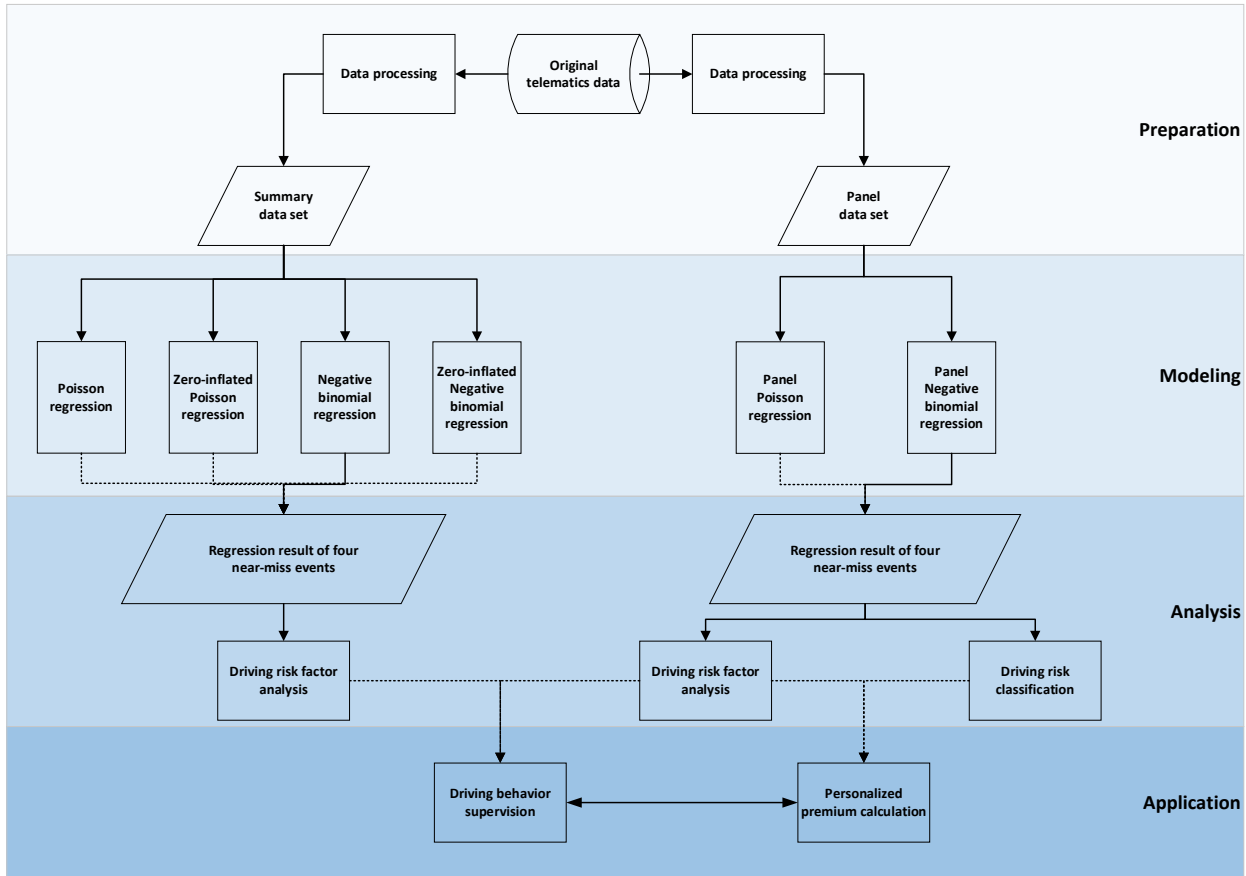 Data processing
Original
telematics data
Data processing
Preparation
Summary
data set
Panel
data set
Poisson
regression
Zero-inflated
Poisson
regression
Negative
binomial
regression
Zero-inflated
Negative
binomial
regression
Panel
Poisson
regression
Panel
Negative
binomial
regression
Modeling
Regression result of four
near-miss events
Regression result of four
near-miss events
Analysis
Driving risk factor
analysis
Driving risk factor
analysis
Driving risk
classification
Driving behavior
supervision
Personalized
premium calculation
Application